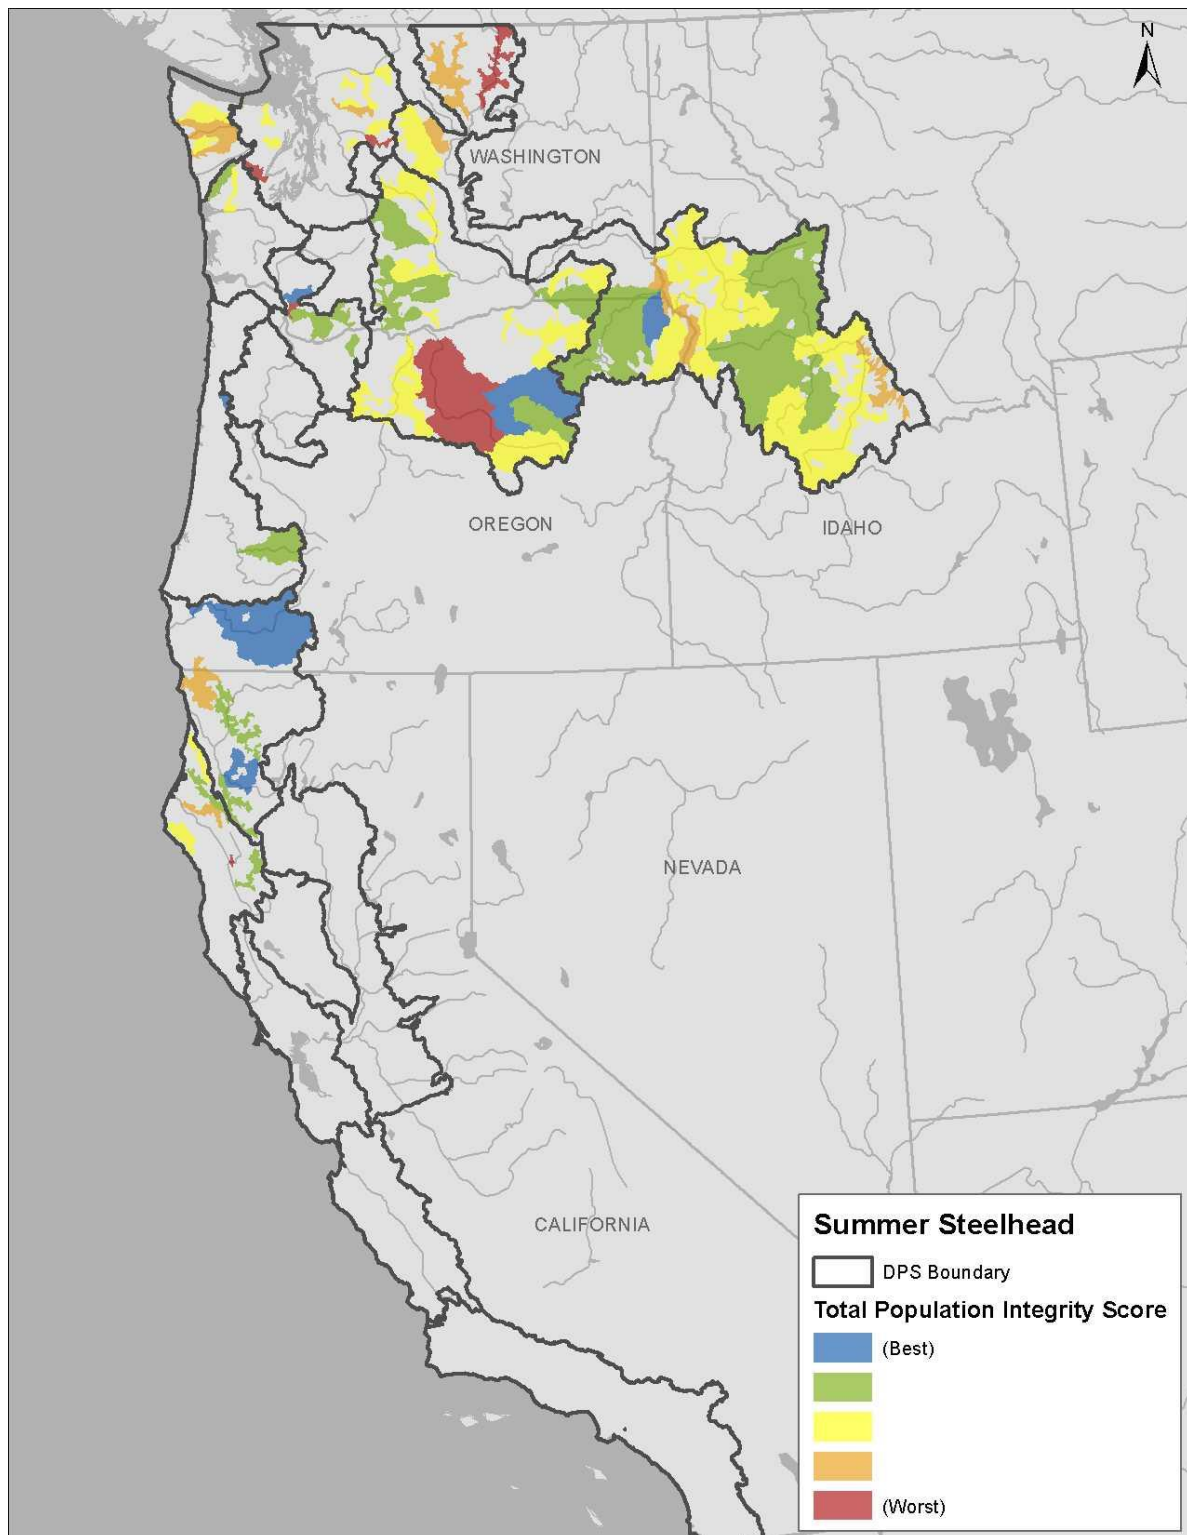 N
WASHINGTON
OREGON
IDAHO
NEVADA
CALIFORNIA
Summer Steelhead
DPS Boundary
Total Population Integrity Score
(Best)
(Worst)